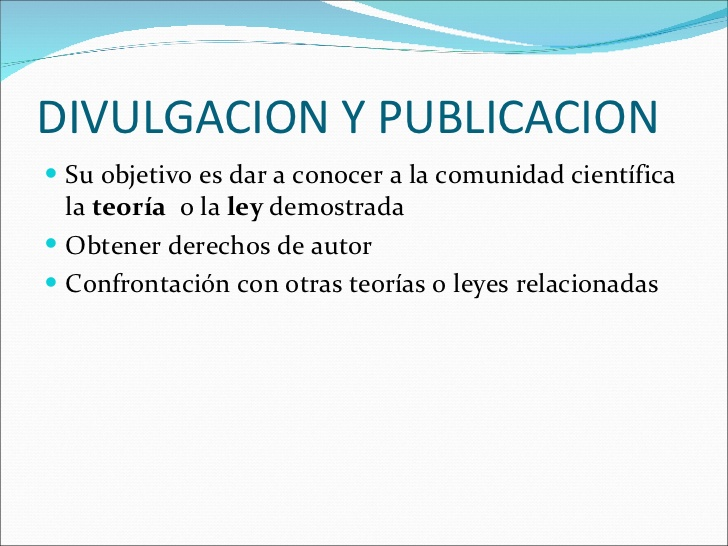 DIVULGACION Y PUBLICACION
• Su objetivo es dar a conocer a la comunidad científica
la teoría o la ley demostrada
• Obtener derechos de autor
• Confrontación con otras teorías o leyes relacionadas